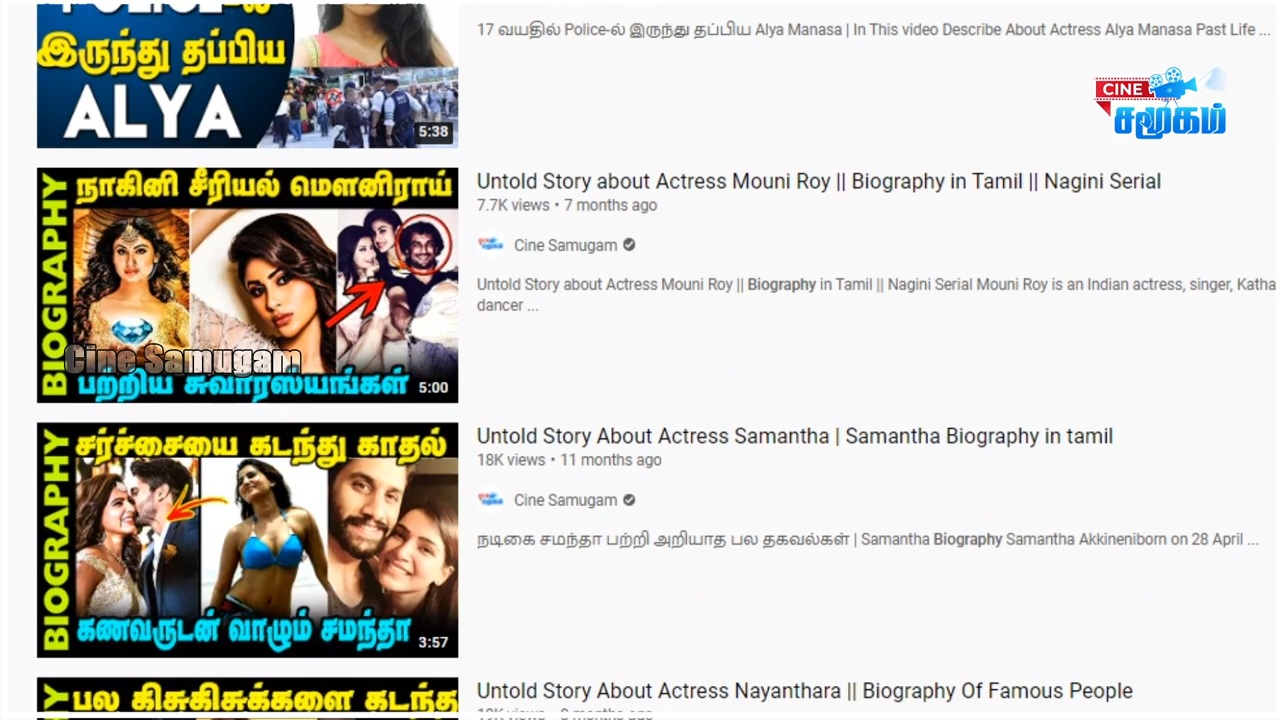 இருந்து தப்பிய
ALYA
5:38
17 வயதில் Police-ல் இருந்து தப்பிய Alya Manasa | In This video Describe About Actress Alya Manasa Past Life ...
CINE
சமூகம்
BIOGRAPHY
நாகினி சீரியல் மௌனிராய்
Cine Samugam
பற்றிய சுவாரஸ்யங்கள்
5:00
Untold Story about Actress Mouni Roy || Biography in Tamil || Nagini Serial
7.7K views • 7 months ago
Cine Samugam
Untold Story about Actress Mouni Roy || Biography in Tamil || Nagini Serial Mouni Roy is an Indian actress, singer, Katha
dancer ...
BIOGRAPHY
சர்ச்சையை கடந்து காதல்
கணவருடன் வாழும் சமந்தா
3:57
Untold Story About Actress Samantha | Samantha Biography in tamil
18K views • 11 months ago
Cine Samugam
நடிகை சமந்தா பற்றி அறியாத பல தகவல்கள் | Samantha Biography Samantha Akkineniborn on 28 April ...
பல கிசுகிசுக்களை கடந்த
Untold Story About Actress Nayanthara || Biography Of Famous People